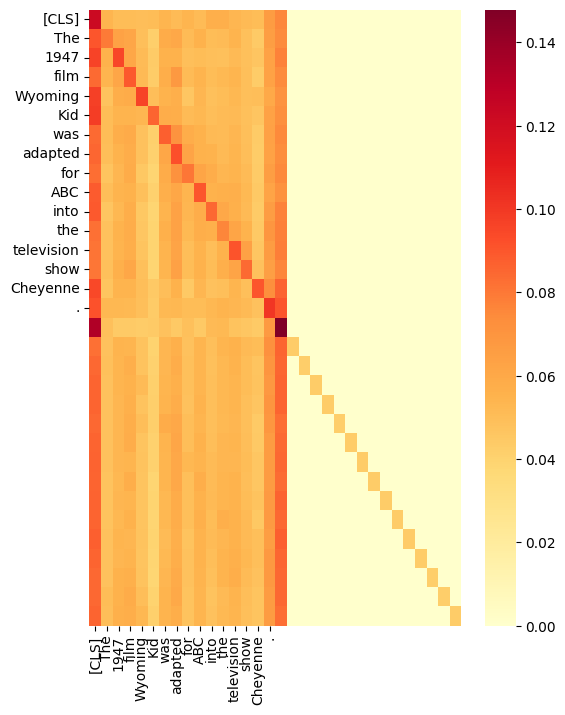 [CLS]
The
1947
film
Wyoming
Kid
was
adapted
for
ABC
into
the
television
show
Cheyenne
.
0.14
0.12
0.10
0.08
0.06
0.04
0.02
0.00
[CLS]
The
1947
film
Wyoming
Kid
was
adapted
for
ABC
into
the
television
show
Cheyenne
.